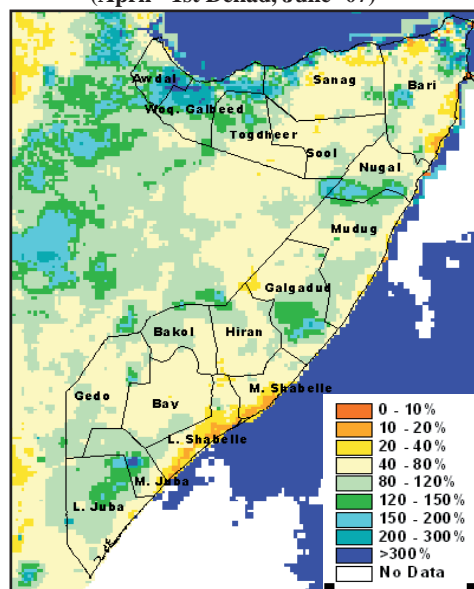 (April - 1st Dekad, June '07)
Awdal
Sanag
Bari
Woq. Galbeed
Togdheer
Sool
Nugal
Mudug
Galgadud
Bakol
Hiran
Gedo
Bay
M. Shabelle
L. Shabelle
M. Juba
L. Juba
0 - 10%
10 - 20%
20 - 40%
40 - 80%
80 - 120%
120 - 150%
150 - 200%
200 - 300%
>300%
No Data